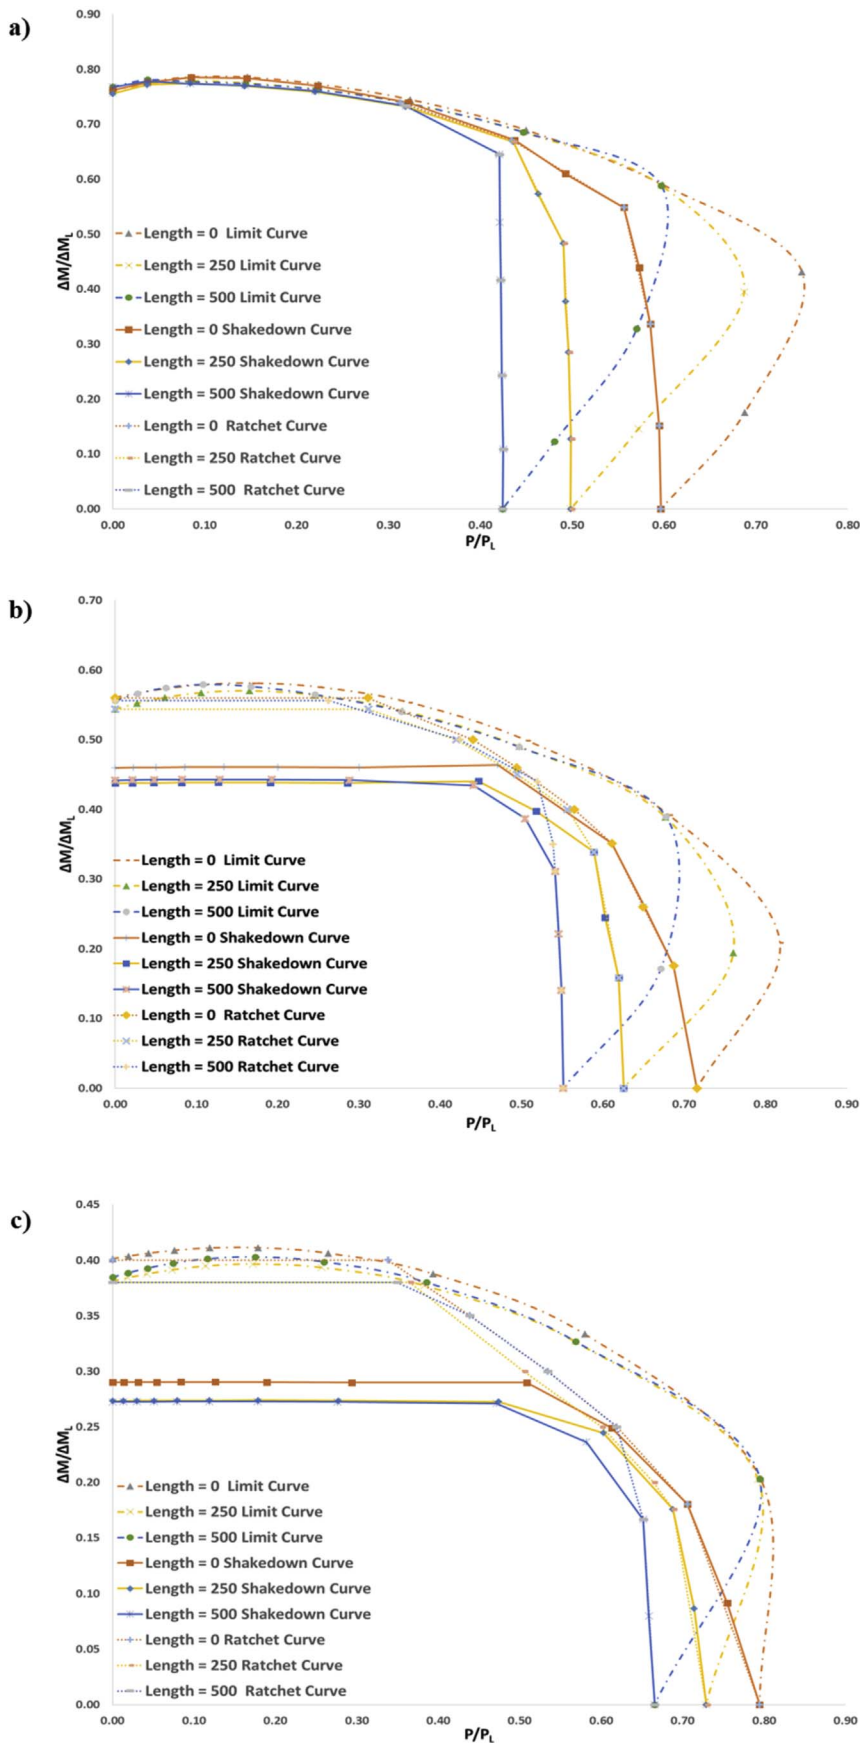 a)
0.90
0.80
0.70
0.60
0.50
0.40
0.30
0.20
0.10
0.00
ΔM/ΔM_L
Length = 0 Limit Curve
Length = 250 Limit Curve
Length = 500 Limit Curve
Length = 0 Shakedown Curve
Length = 250 Shakedown Curve
Length = 500 Shakedown Curve
Length = 0 Ratchet Curve
Length = 250 Ratchet Curve
Length = 500 Ratchet Curve
0.00 0.10 0.20 0.30 0.40 0.50 0.60 0.70 0.80
P/P_L
b)
0.70
0.60
0.50
0.40
0.30
0.20
0.10
0.00
ΔM/ΔM_L
Length = 0 Limit Curve
Length = 250 Limit Curve
Length = 500 Limit Curve
Length = 0 Shakedown Curve
Length = 250 Shakedown Curve
Length = 500 Shakedown Curve
Length = 0 Ratchet Curve
Length = 250 Ratchet Curve
Length = 500 Ratchet Curve
0.00 0.10 0.20 0.30 0.40 0.50 0.60 0.70 0.80 0.90
P/P_L
c)
0.45
0.40
0.35
0.30
0.25
0.20
0.15
0.10
0.05
0.00
ΔM/ΔM_L
Length = 0 Limit Curve
Length = 250 Limit Curve
Length = 500 Limit Curve
Length = 0 Shakedown Curve
Length = 250 Shakedown Curve
Length = 500 Shakedown Curve
Length = 0 Ratchet Curve
Length = 250 Ratchet Curve
Length = 500 Ratchet Curve
0.00 0.10 0.20 0.30 0.40 0.50 0.60 0.70 0.80 0.90
P/P_L